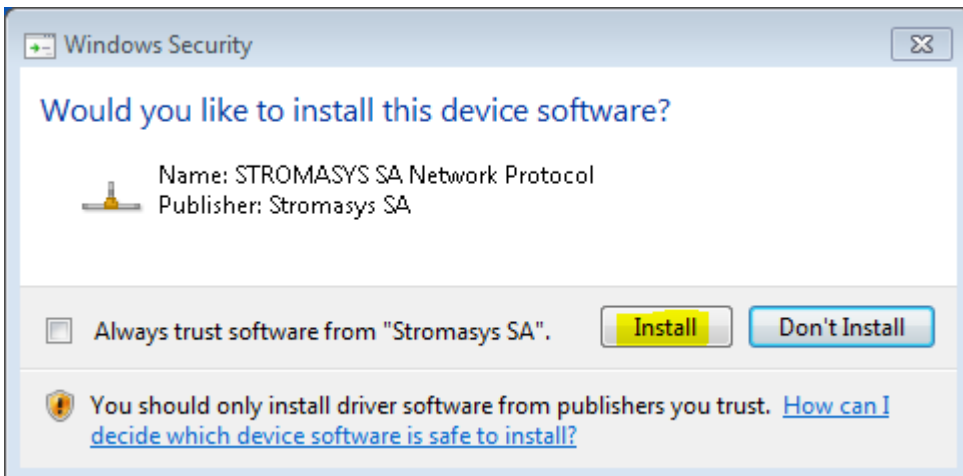 Windows Security
Would you like to install this device software?
Name: STROMASYS SA Network Protocol
Publisher: Stromasys SA
Always trust software from "Stromasys SA".
Install
Don't Install
You should only install driver software from publishers you trust. How can I
decide which device software is safe to install?